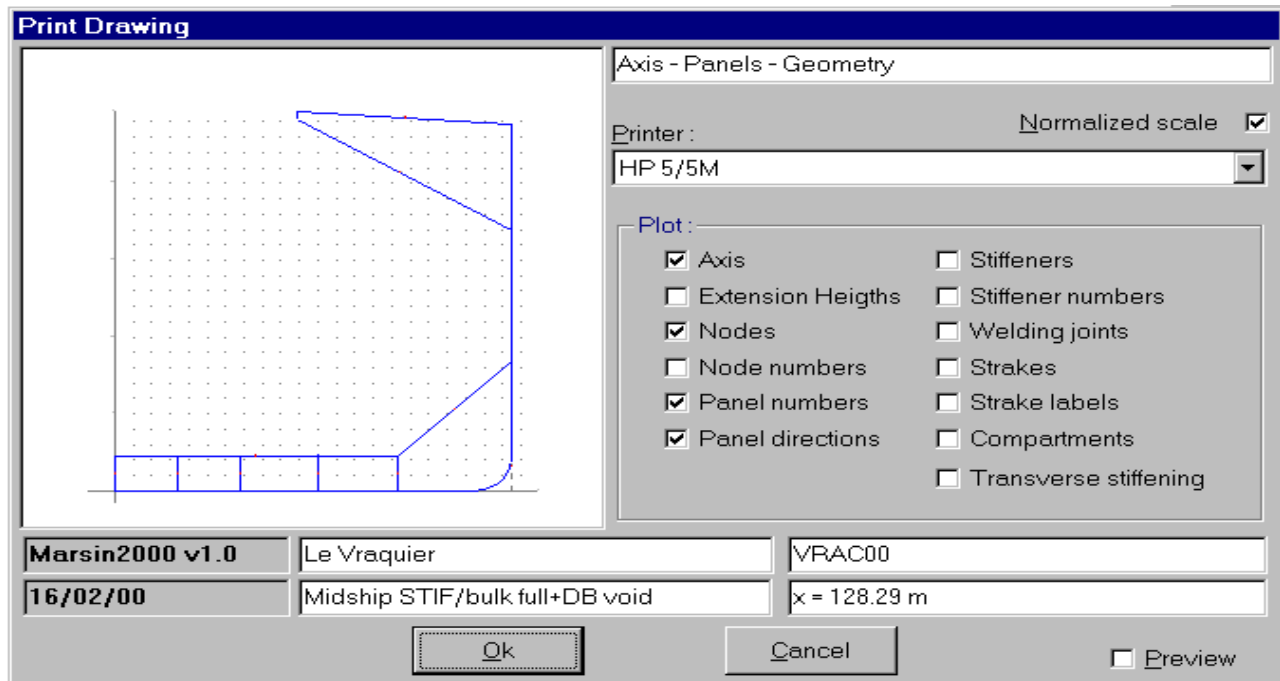 Print Drawing
Axis - Panels - Geometry
Normalized scale
Printer :
HP 5/5M
Plot :
Axis
Stiffeners
Extension Heigths
Stiffener numbers
Nodes
Welding joints
Node numbers
Strakes
Panel numbers
Strake labels
Panel directions
Compartments
Transverse stiffening
Marsin2000 v1.0
Le Vraquier
VRAC00
16/02/00
Midship STIF/bulk full+DB void
x = 128.29 m
Ok
Cancel
Preview